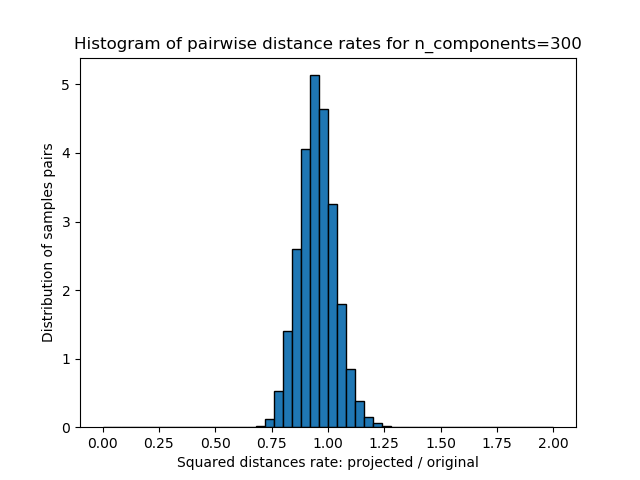 Histogram of pairwise distance rates for n_components=300
Distribution of samples pairs
5
4
3
2
1
0
0.00 0.25 0.50 0.75 1.00 1.25 1.50 1.75 2.00
Squared distances rate: projected / original